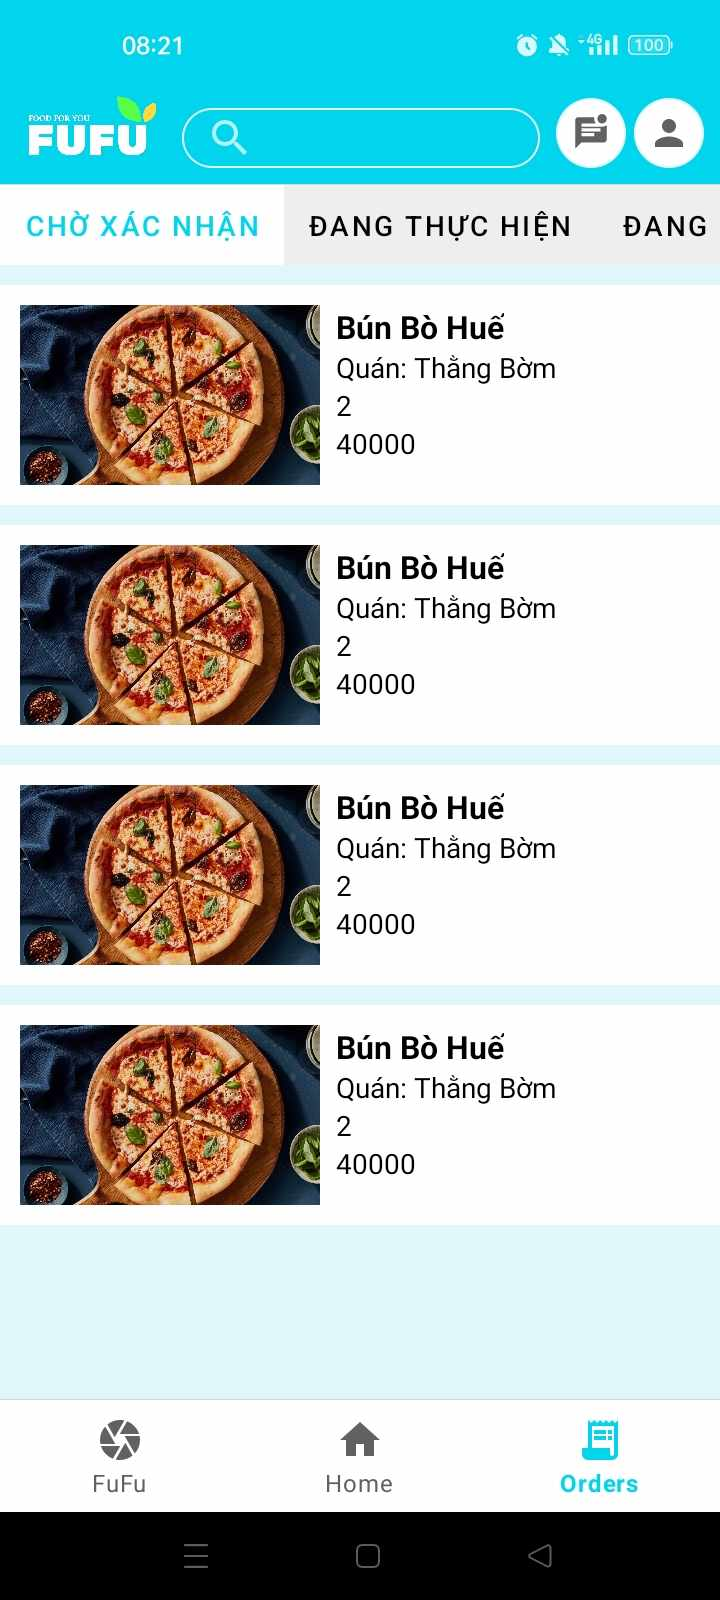 08:21
4G
100
FOOD FOR YOU
FUFU
CHỜ XÁC NHẬN
ĐANG THỰC HIỆN
ĐANG
Bún Bò Huế
Quán: Thằng Bờm
2
40000
Bún Bò Huế
Quán: Thằng Bờm
2
40000
Bún Bò Huế
Quán: Thằng Bờm
2
40000
Bún Bò Huế
Quán: Thằng Bờm
2
40000
FuFu
Home
Orders